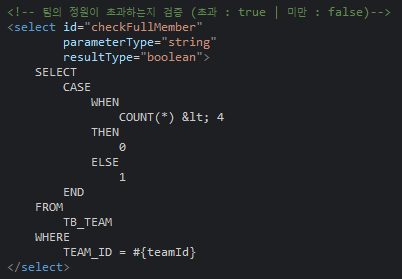 <!-- 팀의 정원이 초과하는지 검증 (초과 : true | 미만 : false)-->
<select id="checkFullMember"
parameterType="string"
resultType="boolean">
SELECT
CASE
WHEN
COUNT(*) &lt; 4
THEN
0
ELSE
1
END
FROM
TB_TEAM
WHERE
TEAM_ID = #{teamId}
</select>